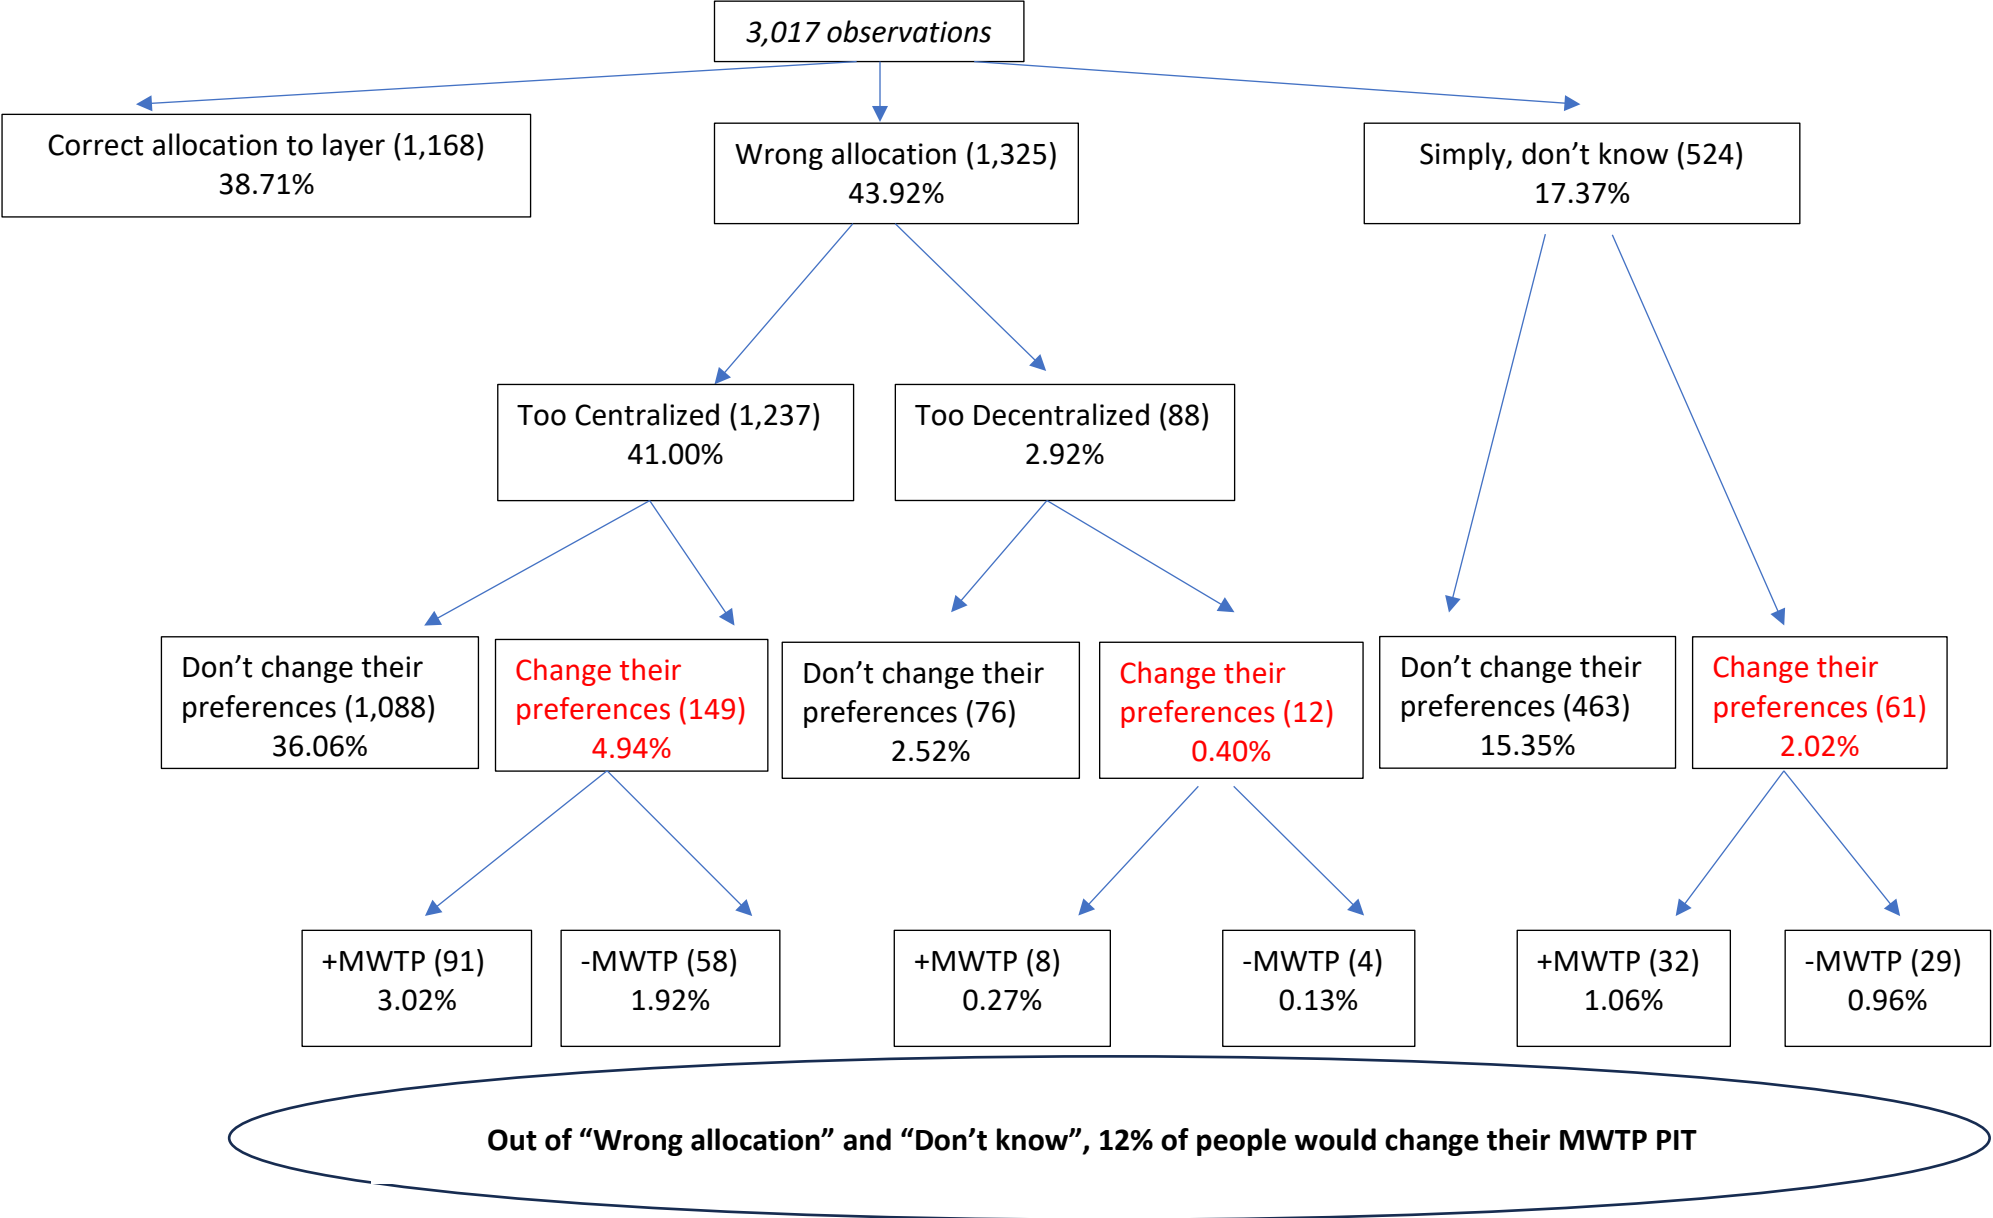 3,017 observations
Correct allocation to layer (1,168)
38.71%
Wrong allocation (1,325)
43.92%
Simply, don’t know (524)
17.37%
Too Centralized (1,237)
41.00%
Too Decentralized (88)
2.92%
Don’t change their
preferences (1,088)
36.06%
Change their
preferences (149)
4.94%
Don’t change their
preferences (76)
2.52%
Change their
preferences (12)
0.40%
Don’t change their
preferences (463)
15.35%
Change their
preferences (61)
2.02%
+MWTP (91)
3.02%
-MWTP (58)
1.92%
+MWTP (8)
0.27%
-MWTP (4)
0.13%
+MWTP (32)
1.06%
-MWTP (29)
0.96%
Out of “Wrong allocation” and “Don’t know”, 12% of people would change their MWTP PIT